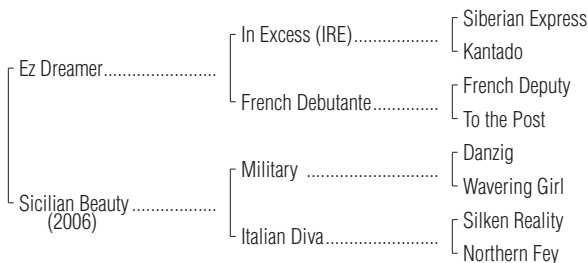 Siberian Express
In Excess (IRE)..................
Kantado
Ez Dreamer........................
French Deputy
French Debutante..............
To the Post
Danzig
Military ............................
Wavering Girl
Sicilian Beauty ..................
(2006)
Silken Reality
Italian Diva........................
Northern Fey